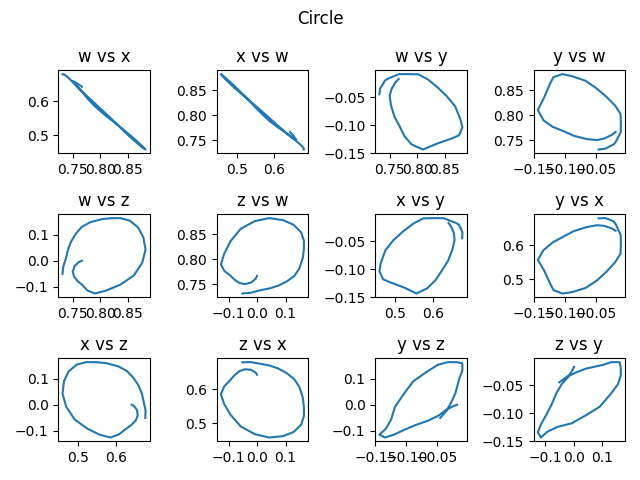 Circle
w vs x
x vs w
w vs y
y vs w
0.6
0.5
0.75 0.80 0.85
0.85
0.80
0.75
0.5 0.6
−0.05
−0.10
−0.15
0.75 0.80 0.85
0.85
0.80
0.75
−0.15 −0.10 −0.05
w vs z
z vs w
x vs y
y vs x
0.1
0.0
−0.1
0.75 0.80 0.85
0.85
0.80
0.75
−0.1 0.0 0.1
−0.05
−0.10
−0.15
0.5 0.6
0.6
0.5
−0.15 −0.10 −0.05
x vs z
z vs x
y vs z
z vs y
0.1
0.0
−0.1
0.5 0.6
0.6
0.5
−0.1 0.0 0.1
0.1
0.0
−0.1
−0.15 −0.10 −0.05
−0.05
−0.10
−0.15
−0.1 0.0 0.1